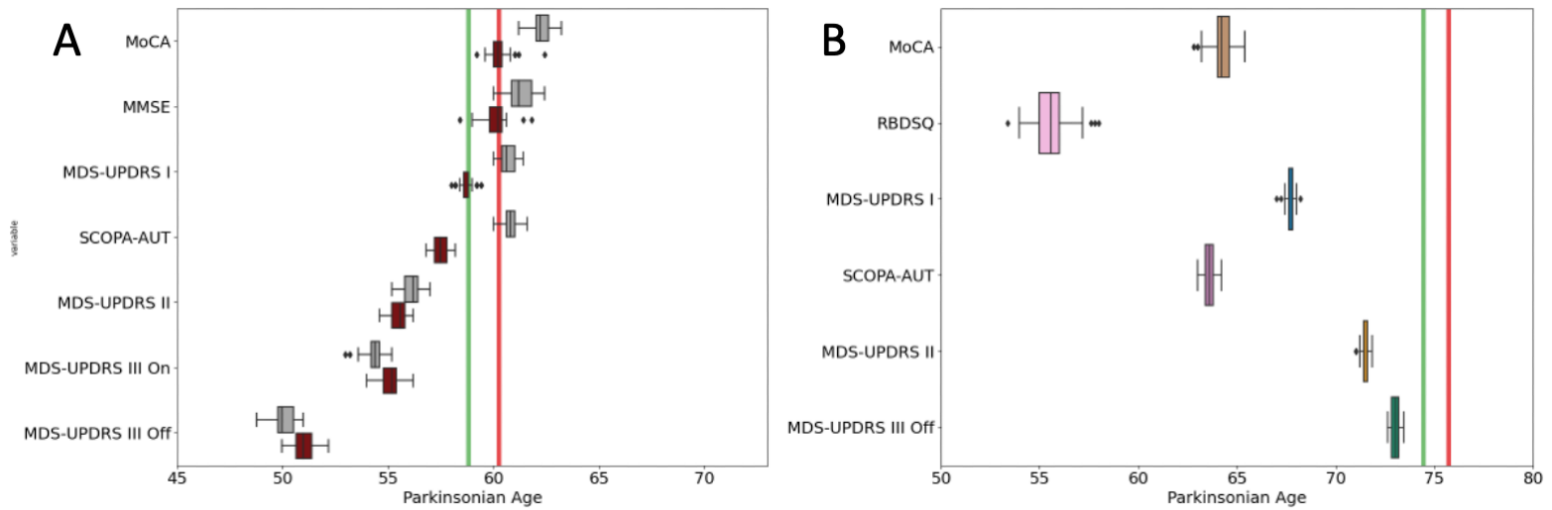 A
MoCA
MMSE
MDS-UPDRS I
SCOPA-AUT
MDS-UPDRS II
MDS-UPDRS III On
MDS-UPDRS III Off
variable
45 50 55 60 65 70
Parkinsonian Age
B
MoCA
RBDSQ
MDS-UPDRS I
SCOPA-AUT
MDS-UPDRS II
MDS-UPDRS III Off
50 55 60 65 70 75 80
Parkinsonian Age